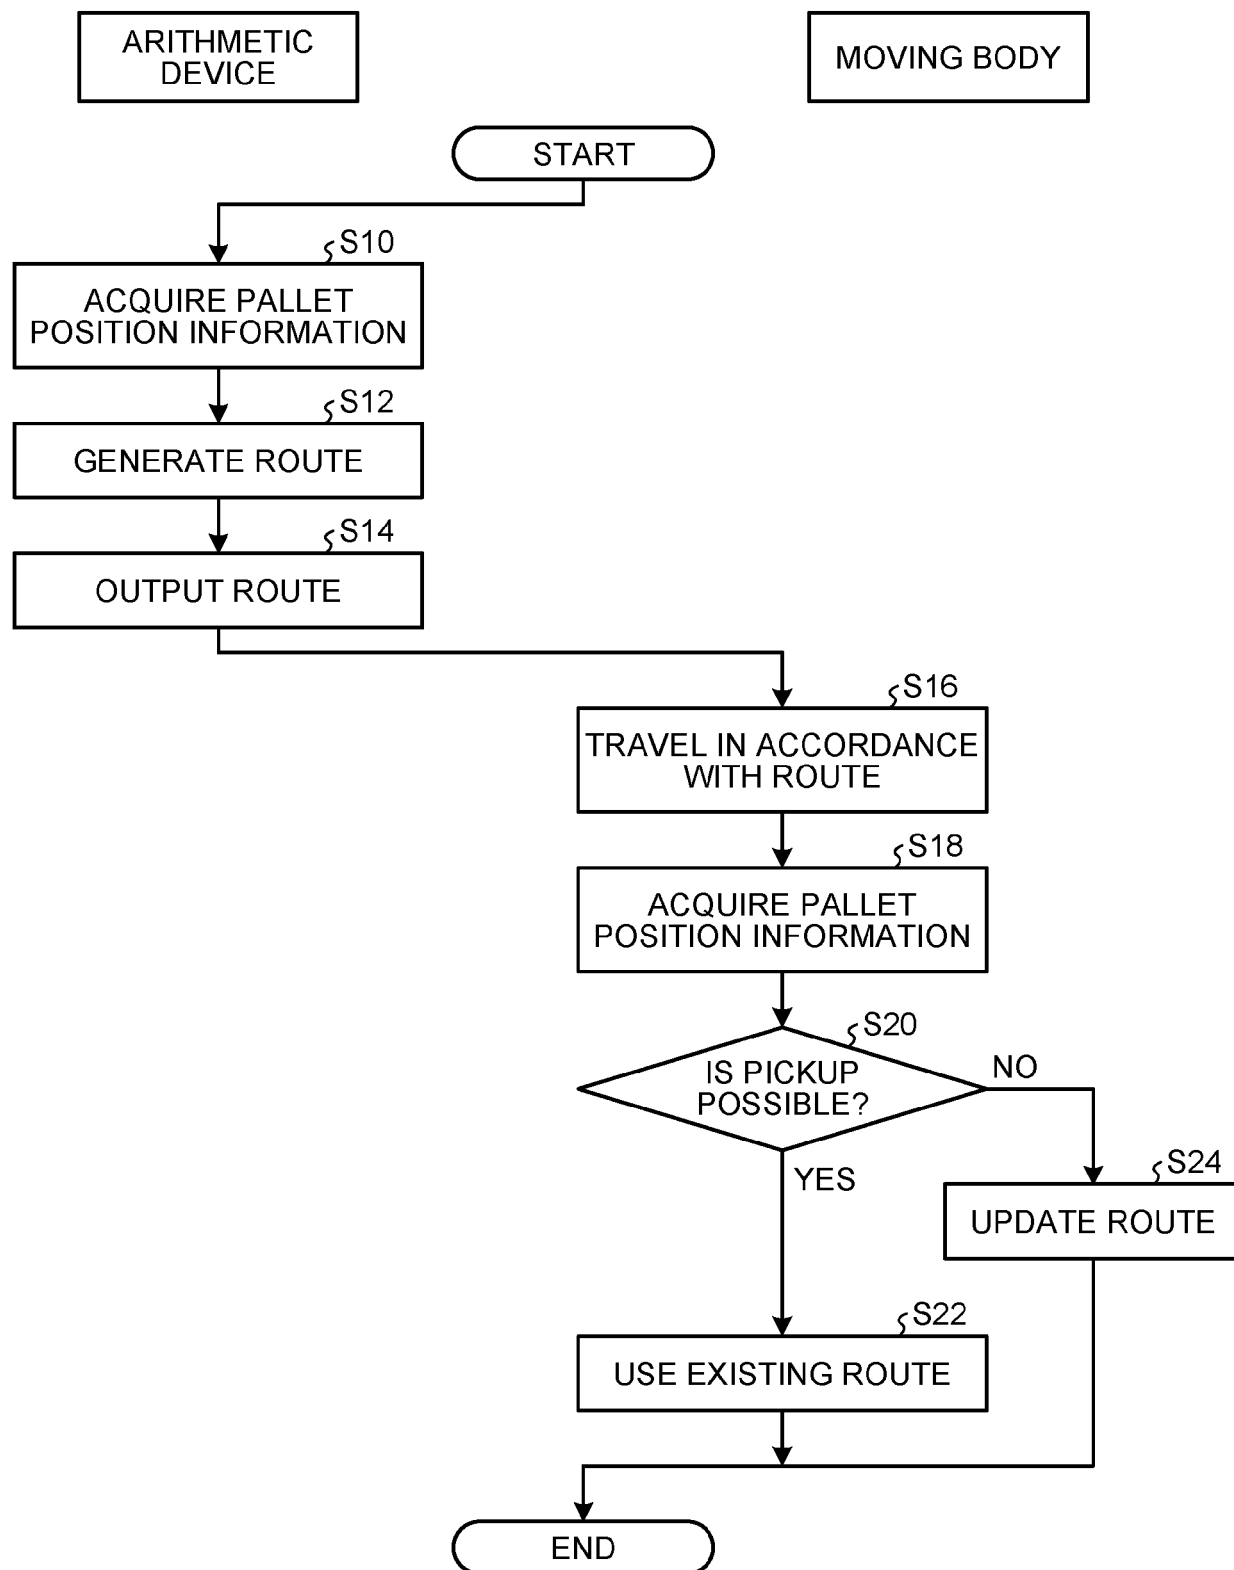 ARITHMETIC
DEVICE
MOVING BODY
START
S10
ACQUIRE PALLET
POSITION INFORMATION
S12
GENERATE ROUTE
S14
OUTPUT ROUTE
S16
TRAVEL IN ACCORDANCE
WITH ROUTE
S18
ACQUIRE PALLET
POSITION INFORMATION
S20
IS PICKUP
POSSIBLE?
NO
YES
S24
UPDATE ROUTE
S22
USE EXISTING ROUTE
END